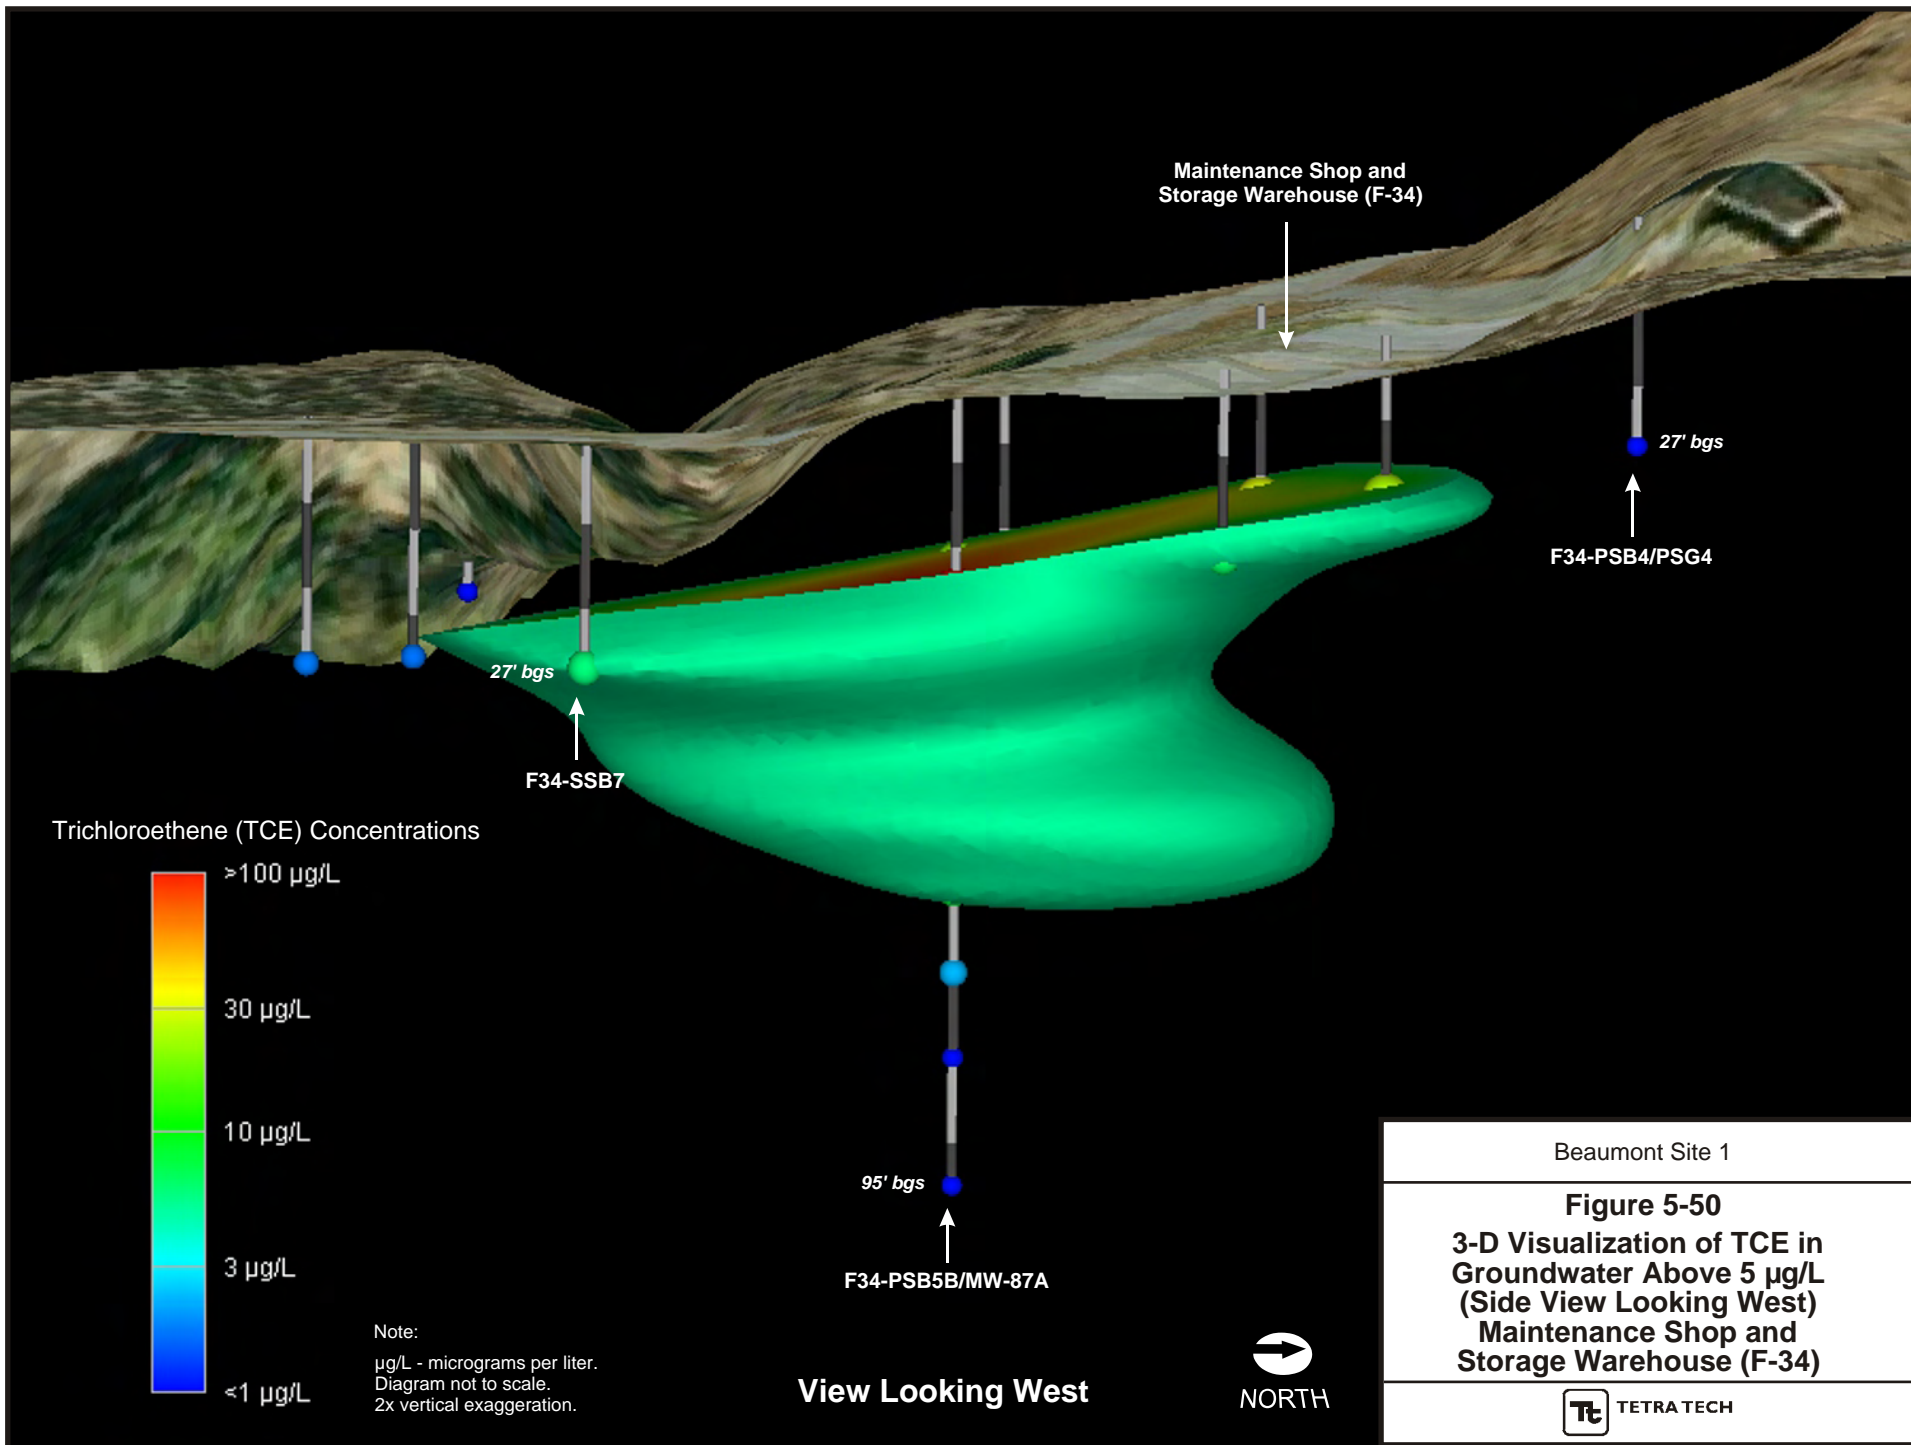 Maintenance Shop and
Storage Warehouse (F-34)
27' bgs
F34-PSB4/PSG4
27' bgs
F34-SSB7
Trichloroethene (TCE) Concentrations
>100 µg/L
30 µg/L
10 µg/L
3 µg/L
<1 µg/L
95' bgs
F34-PSB5B/MW-87A
Note:
µg/L - micrograms per liter.
Diagram not to scale.
2x vertical exaggeration.
View Looking West
NORTH
Beaumont Site 1
Figure 5-50
3-D Visualization of TCE in
Groundwater Above 5 µg/L
(Side View Looking West)
Maintenance Shop and
Storage Warehouse (F-34)
Tt TETRA TECH